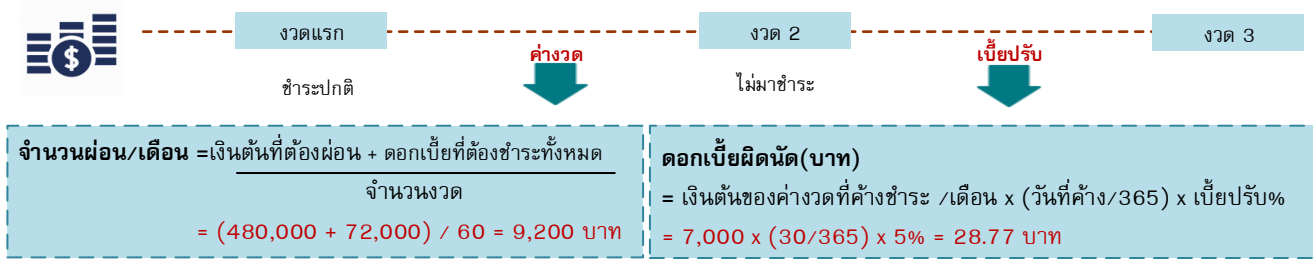 $
งวดแรก
งวด 2
งวด 3
ค่างวด
เบี้ยปรับ
ชำระปกติ
ไม่มาชำระ
จำนวนผ่อน/เดือน =เงินต้นที่ต้องผ่อน + ดอกเบี้ยที่ต้องชำระทั้งหมด
จำนวนงวด
= (480,000 + 72,000) / 60 = 9,200 บาท
ดอกเบี้ยผิดนัด(บาท)
= เงินต้นของค่างวดที่ค้างชำระ /เดือน x (วันที่ค้าง/365) x เบี้ยปรับ%
= 7,000 x (30/365) x 5% = 28.77 บาท